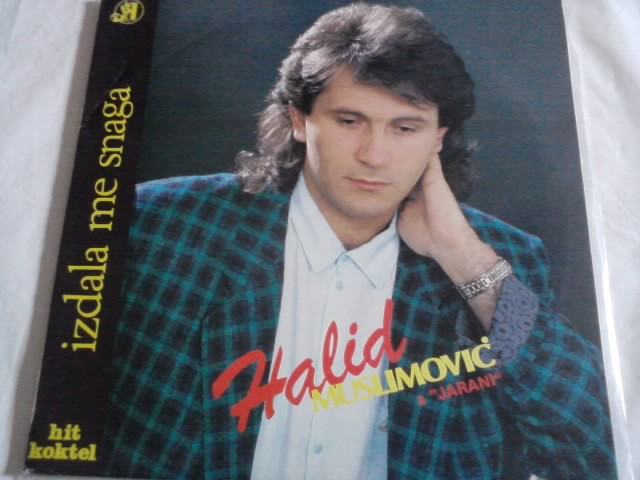 izdala me snaga
Halid
MUSLIMOVIĆ
& "JARANI"
hit
koktel